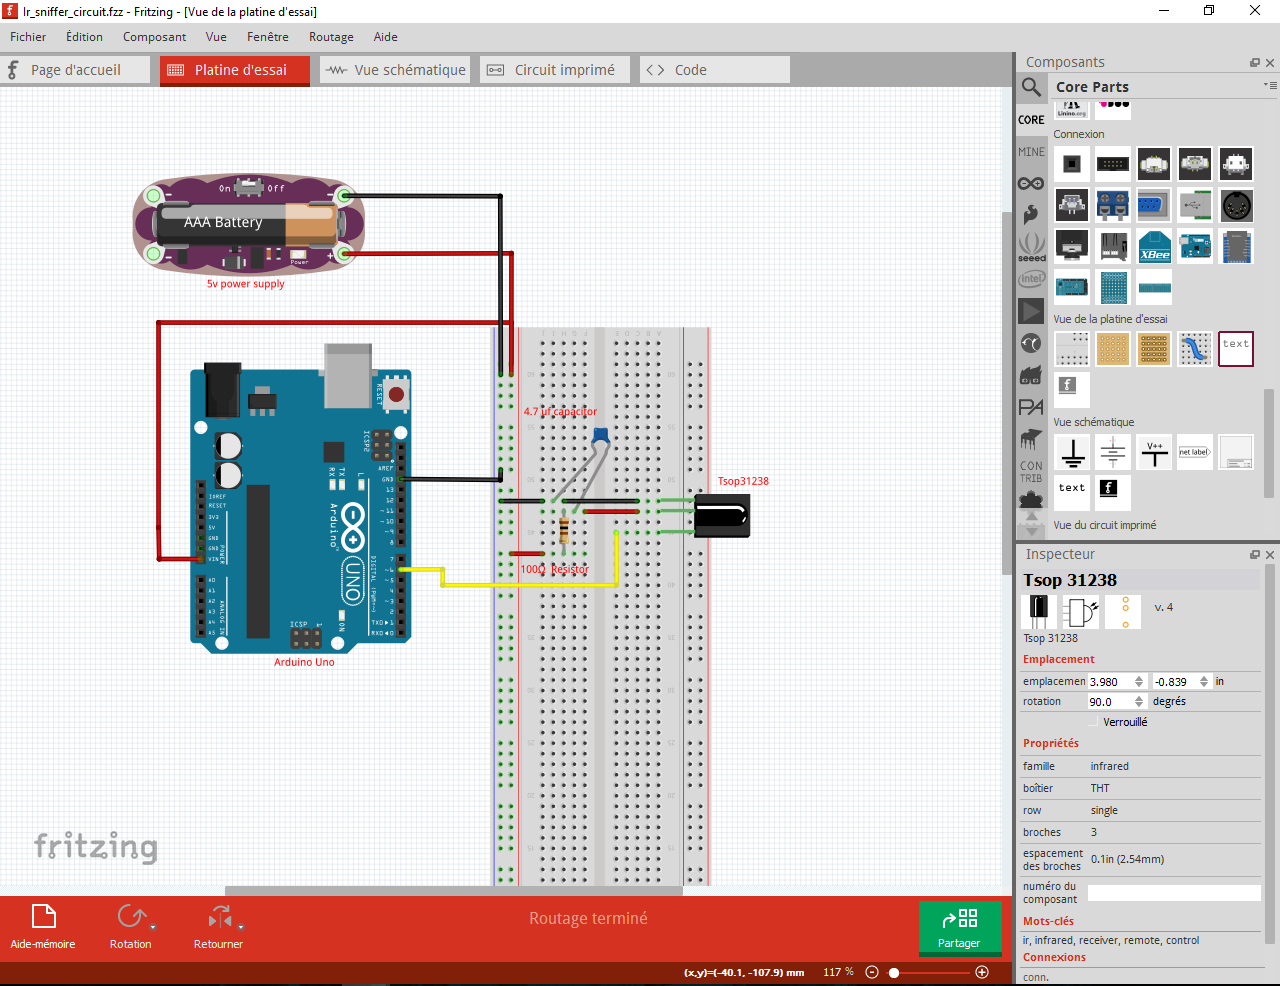 Ir_sniffer_circuit.fzz - Fritzing - [Vue de la platine d'essai]
Fichier Édition Composant Vue Fenêtre Routage Aide
Page d'accueil Platine d'essai Vue schématique Circuit imprimé Code
On Off
AAA Battery
Power
5v power supply
RESET
ICSP2
AREF
GND
13
12
~11
~10
~9
8
7
~6
~5
4
~3
2
TXD▶1
RXD◀0
DIGITAL (PWM~)
IOREF
RESET
3V3
5V
GND
GND
VIN
POWER
A0
A1
A2
A3
A4
A5
ANALOG IN
RX TX L
Arduino™
UNO
ON
ICSP
1
Arduino Uno
4.7 uf capacitor
Tsop31238
100Ω Resistor
fritzing
Composants
Core Parts
CORE
MINE
seeed
intel
PA
CON
TRIB
Linino.org
Connexion
XBee
Vue de la platine d'essai
text
Vue schématique
V++
net label
text
Vue du circuit imprimé
Inspecteur
Tsop 31238
v. 4
Tsop 31238
Emplacement
emplacemen 3.980 -0.839 in
rotation 90.0 degrés
Verrouillé
Propriétés
famille infrared
boîtier THT
row single
broches 3
espacement
des broches 0.1in (2.54mm)
numéro du
composant
Mots-clés
ir, infrared, receiver, remote, control
Connexions
conn.
Aide-mémoire Rotation Retourner
Routage terminé
Partager
(x,y)=(-40.1, -107.9) mm 117 %